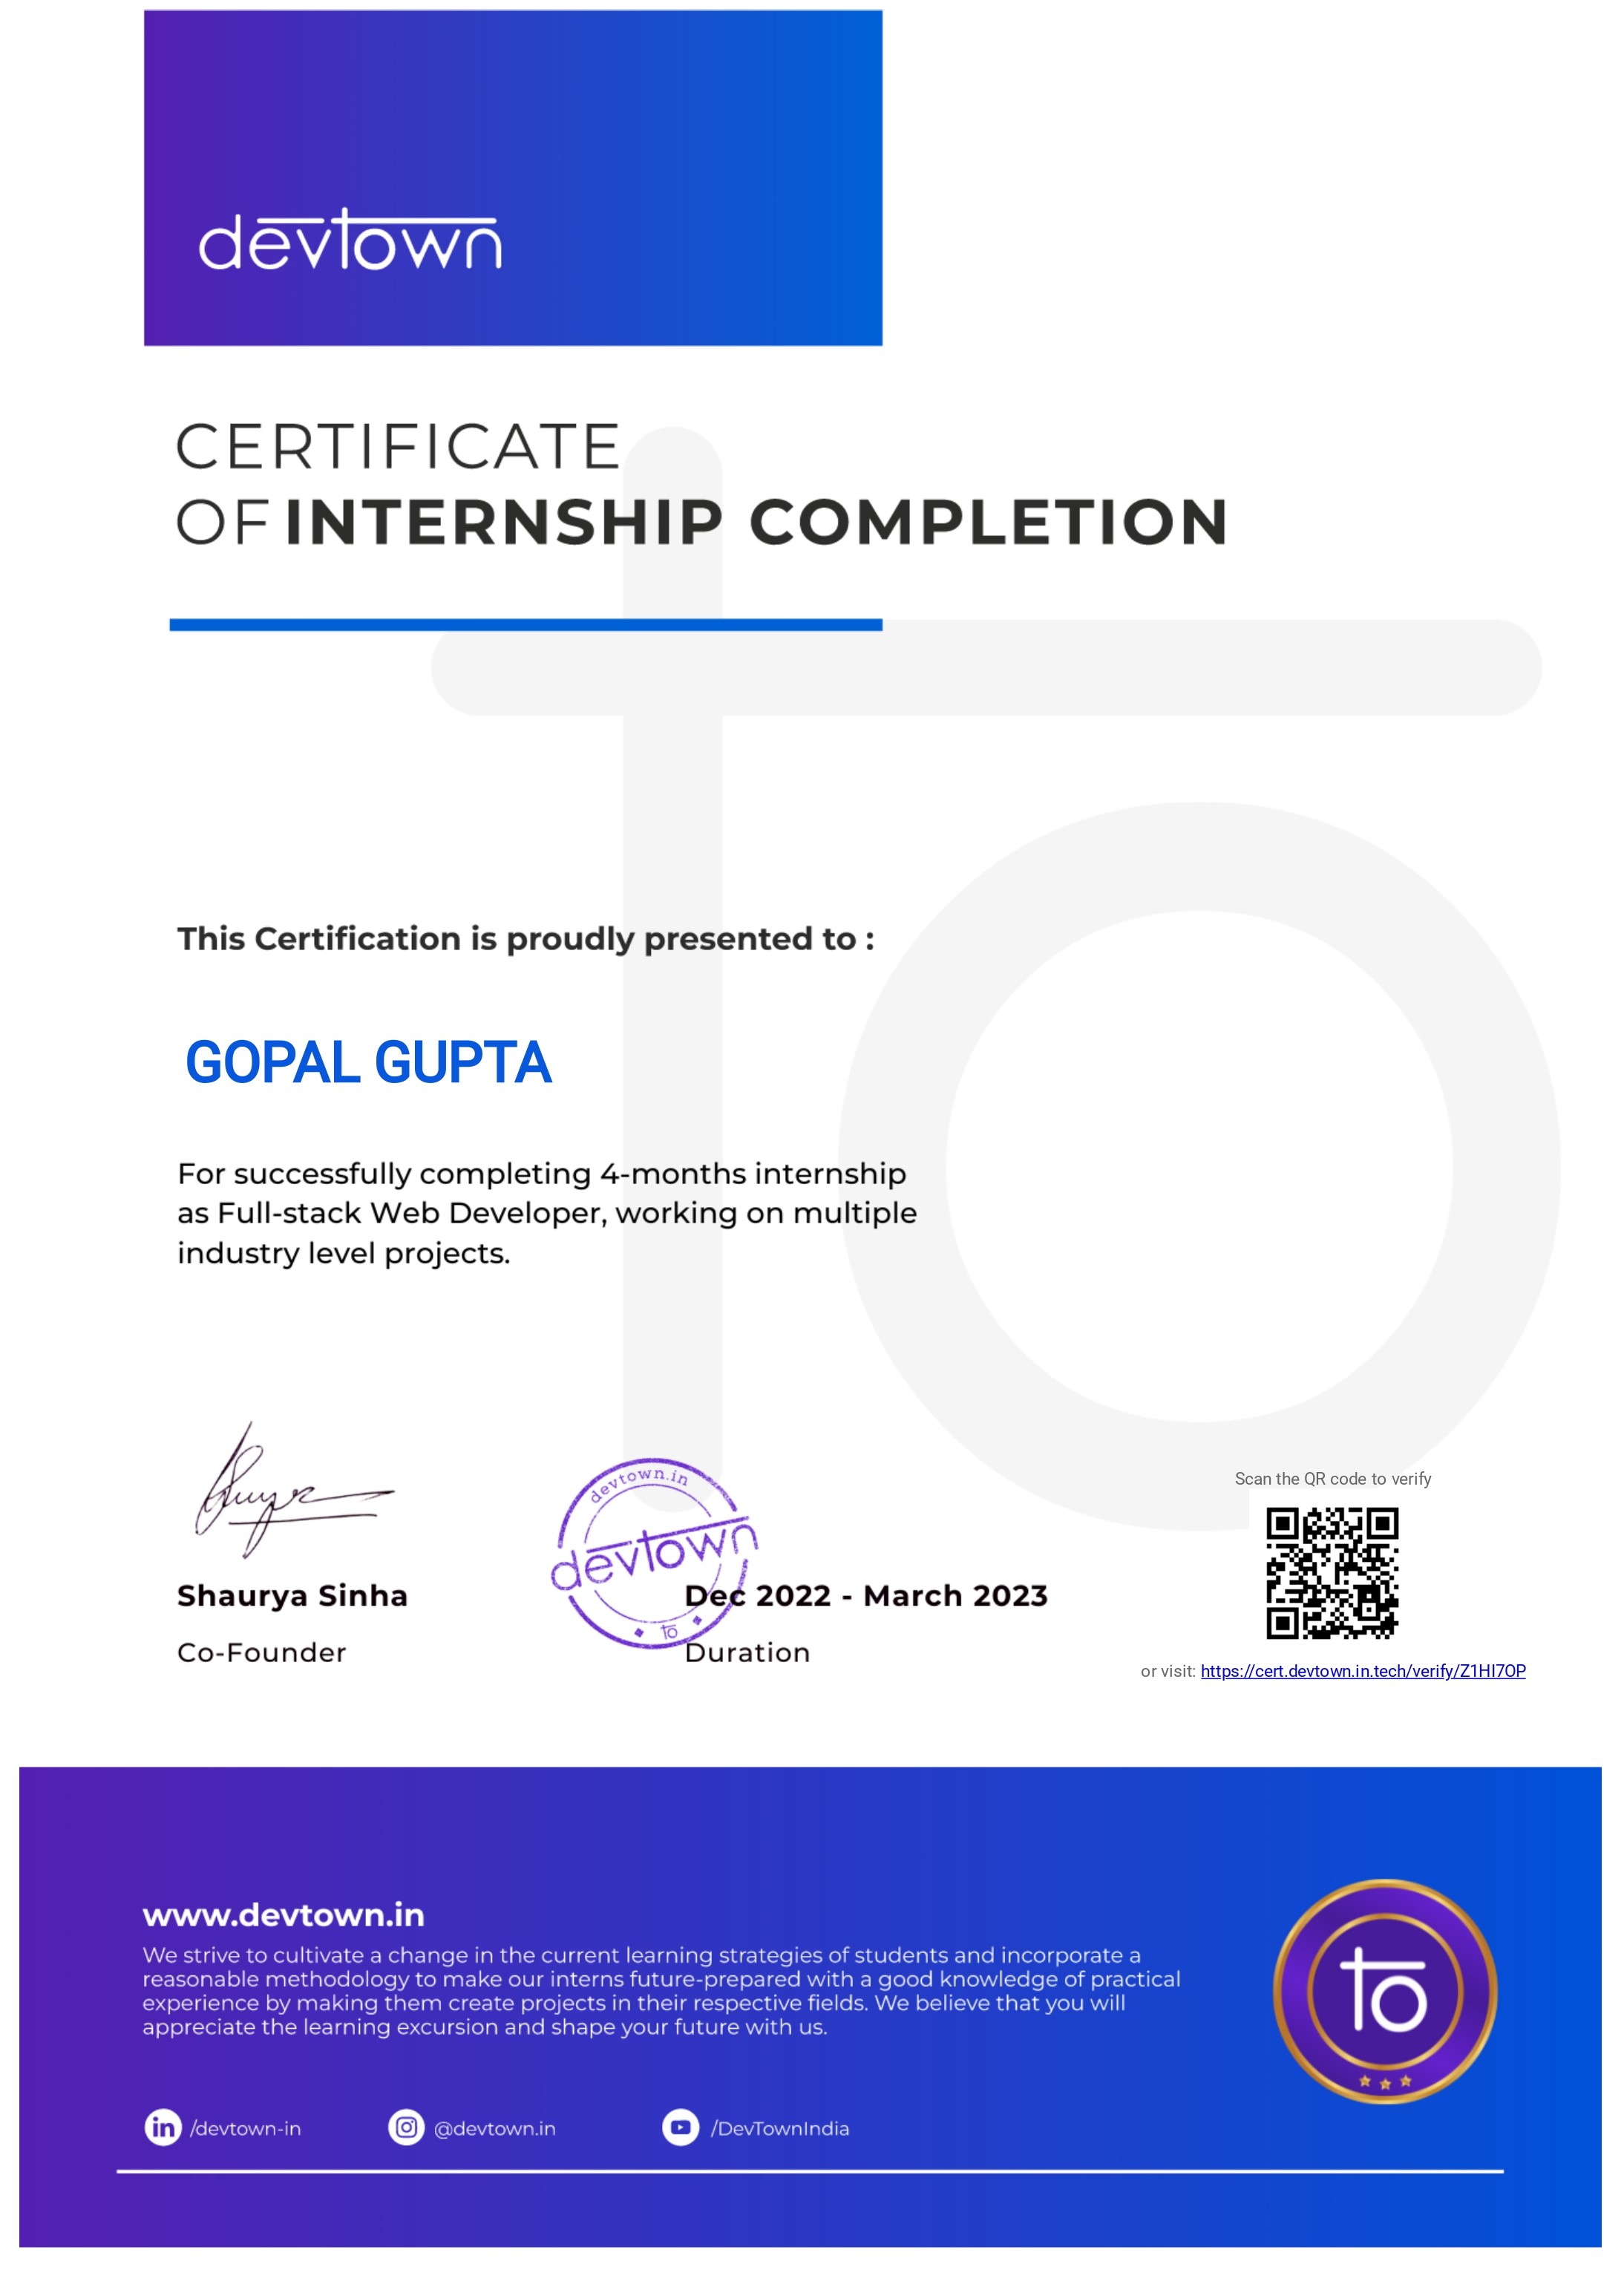 devtown
CERTIFICATE
OF INTERNSHIP COMPLETION
This Certification is proudly presented to :
GOPAL GUPTA
For successfully completing 4-months internship
as Full-stack Web Developer, working on multiple
industry level projects.
Shaurya Sinha
Co-Founder
devtown.in
devtown
to
Dec 2022 - March 2023
Duration
Scan the QR code to verify
or visit: https://cert.devtown.in.tech/verify/Z1HI7OP
www.devtown.in
We strive to cultivate a change in the current learning strategies of students and incorporate a
reasonable methodology to make our interns future-prepared with a good knowledge of practical
experience by making them create projects in their respective fields. We believe that you will
appreciate the learning excursion and shape your future with us.
to
in /devtown-in
@devtown.in
/DevTownIndia